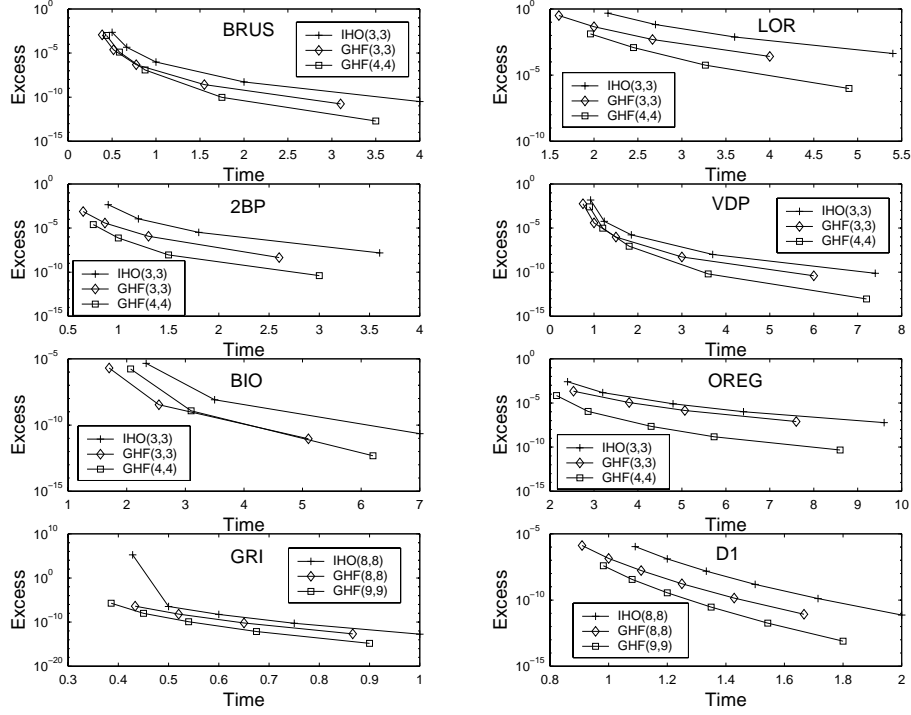 BRUS
IHO(3,3)
GHF(3,3)
GHF(4,4)
Excess
10^0
10^−5
10^−10
10^−15
0 0.5 1 1.5 2 2.5 3 3.5 4
Time
LOR
IHO(3,3)
GHF(3,3)
GHF(4,4)
Excess
10^0
10^−5
10^−10
1.5 2 2.5 3 3.5 4 4.5 5 5.5
Time
2BP
IHO(3,3)
GHF(3,3)
GHF(4,4)
Excess
10^0
10^−5
10^−10
10^−15
0.5 1 1.5 2 2.5 3 3.5 4
Time
VDP
IHO(3,3)
GHF(3,3)
GHF(4,4)
Excess
10^0
10^−5
10^−10
10^−15
0 1 2 3 4 5 6 7 8
Time
BIO
IHO(3,3)
GHF(3,3)
GHF(4,4)
Excess
10^−5
10^−10
10^−15
1 2 3 4 5 6 7
Time
OREG
IHO(3,3)
GHF(3,3)
GHF(4,4)
Excess
10^0
10^−5
10^−10
10^−15
2 3 4 5 6 7 8 9 10
Time
GRI
IHO(8,8)
GHF(8,8)
GHF(9,9)
Excess
10^10
10^0
10^−10
10^−20
0.3 0.4 0.5 0.6 0.7 0.8 0.9 1
Time
D1
IHO(8,8)
GHF(8,8)
GHF(9,9)
Excess
10^−5
10^−10
10^−15
0.8 1 1.2 1.4 1.6 1.8 2
Time